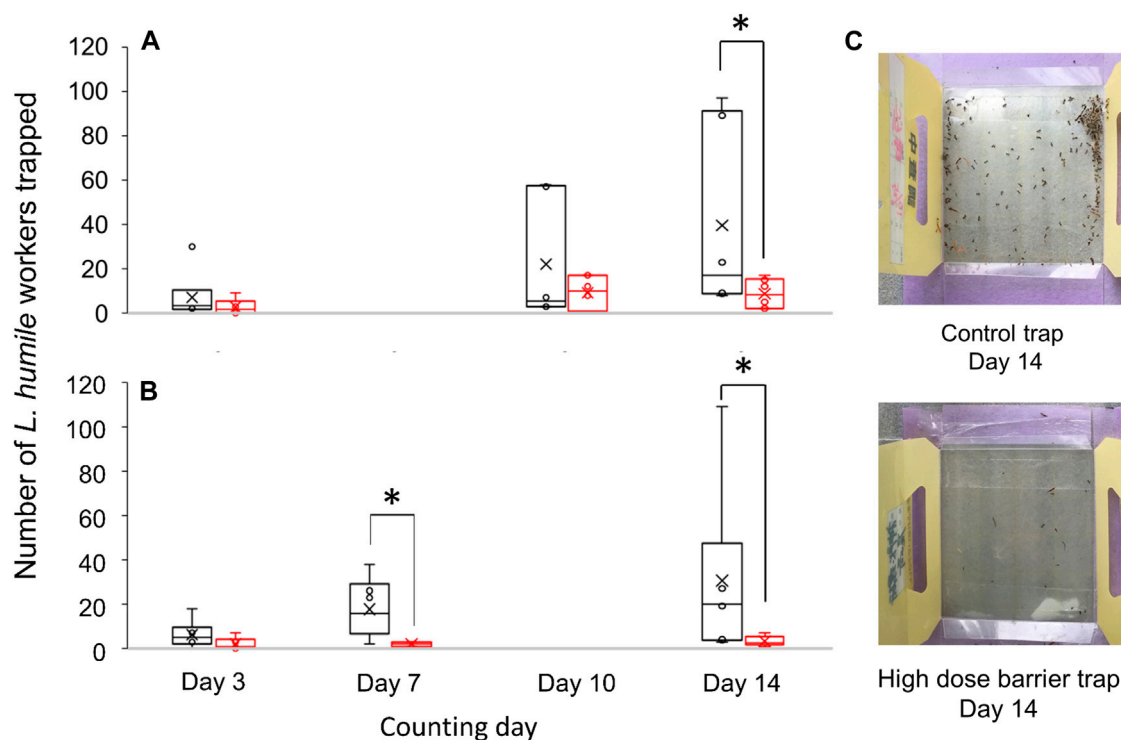 A
Number of L. humile workers trapped
120
100
80
60
40
20
0
*
B
120
100
80
60
40
20
0
*
*
Day 3
Day 7
Day 10
Day 14
Counting day
C
Control trap
Day 14
High dose barrier trap
Day 14